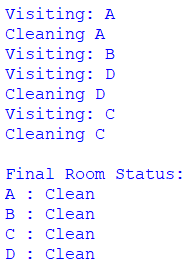 Visiting: A
Cleaning A
Visiting: B
Visiting: D
Cleaning D
Visiting: C
Cleaning C

Final Room Status:
A : Clean
B : Clean
C : Clean
D : Clean